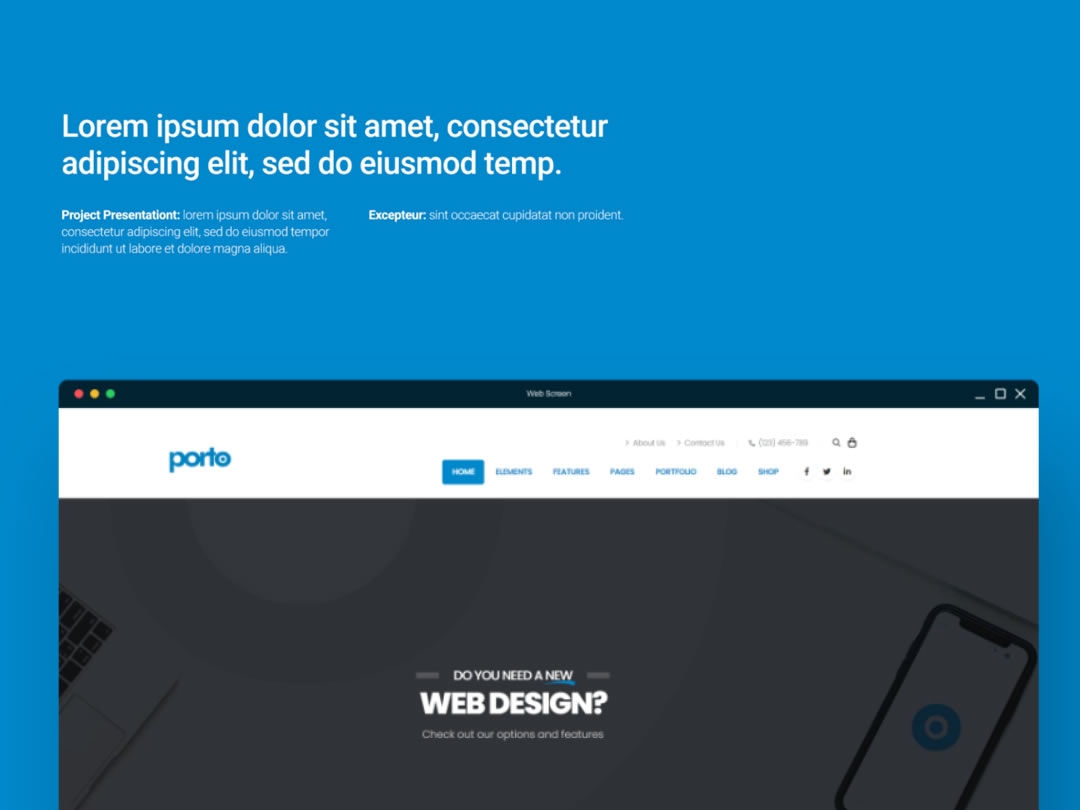 Lorem ipsum dolor sit amet, consectetur
adipiscing elit, sed do eiusmod temp.
Project Presentationt: lorem ipsum dolor sit amet,
consectetur adipiscing elit, sed do eiusmod tempor
incididunt ut labore et dolore magna aliqua.
Excepteur: sint occaecat cupidatat non proident.
Web Screen
> About Us > Contact Us (123) 456-789
porto
HOME ELEMENTS FEATURES PAGES PORTFOLIO BLOG SHOP
DO YOU NEED A NEW
WEB DESIGN?
Check out our options and features